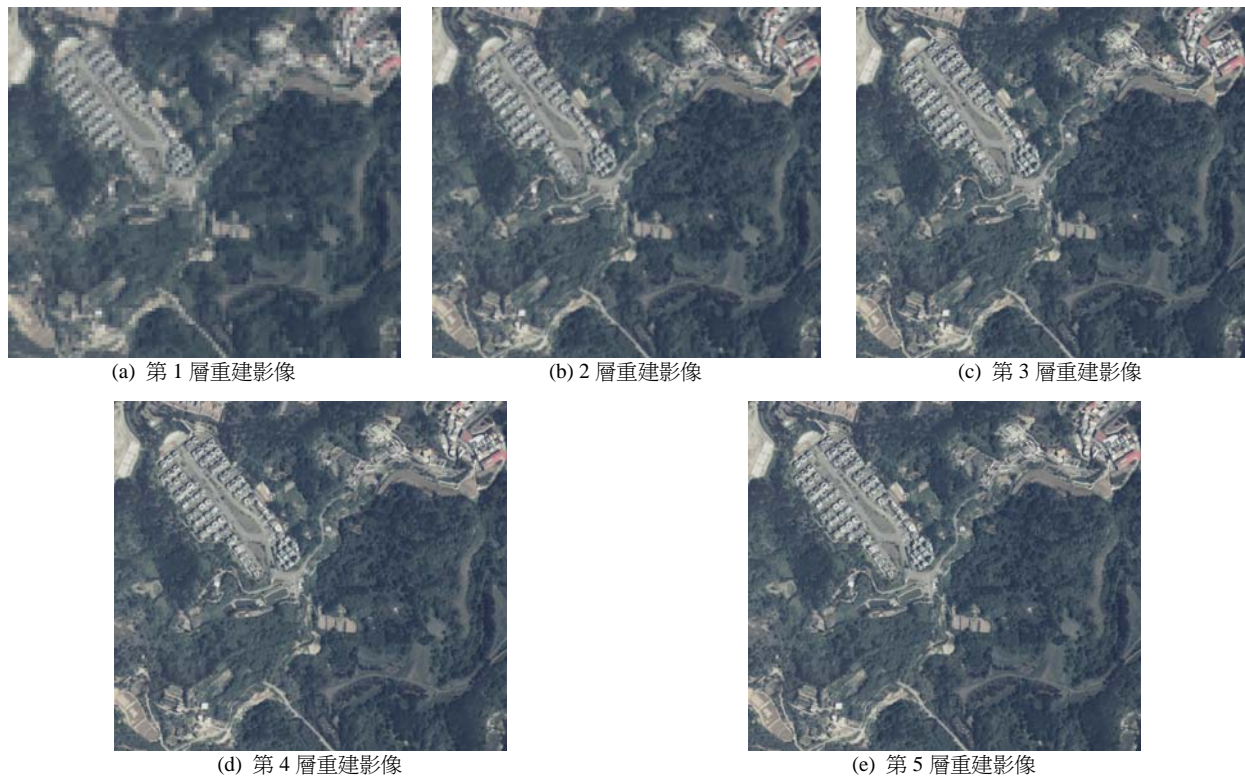 (a) 第 1 層重建影像
(b) 2 層重建影像
(c) 第 3 層重建影像
(d) 第 4 層重建影像
(e) 第 5 層重建影像